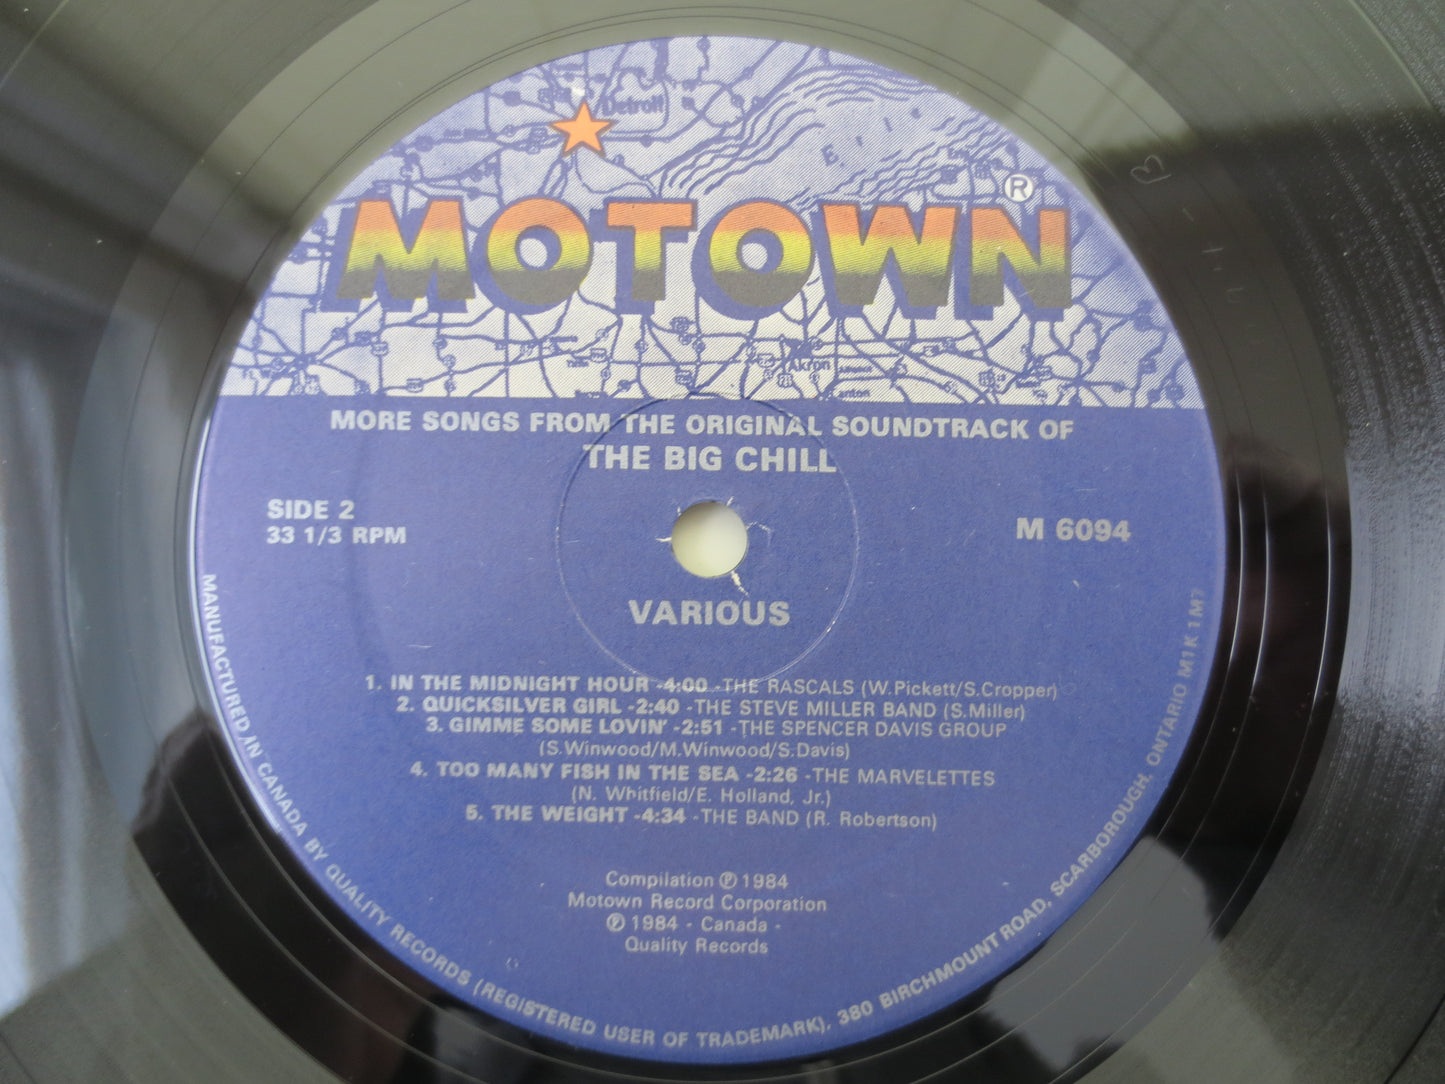 Detroit
Erie
MOTOWN®
Akron
MORE SONGS FROM THE ORIGINAL SOUNDTRACK OF
THE BIG CHILL
SIDE 2
33 1/3 RPM
M 6094
VARIOUS
1. IN THE MIDNIGHT HOUR -4:00 -THE RASCALS (W.Pickett/S.Cropper)
2. QUICKSILVER GIRL -2:40 -THE STEVE MILLER BAND (S.Miller)
3. GIMME SOME LOVIN' -2:51 -THE SPENCER DAVIS GROUP
(S.Winwood/M.Winwood/S.Davis)
4. TOO MANY FISH IN THE SEA -2:26 -THE MARVELETTES
(N. Whitfield/E. Holland, Jr.)
5. THE WEIGHT -4:34 -THE BAND (R. Robertson)
Compilation ℗ 1984
Motown Record Corporation
℗ 1984 - Canada -
Quality Records
MANUFACTURED IN CANADA BY QUALITY RECORDS (REGISTERED USER OF TRADEMARK), 380 BIRCHMOUNT ROAD, SCARBOROUGH, ONTARIO M1K 1M7